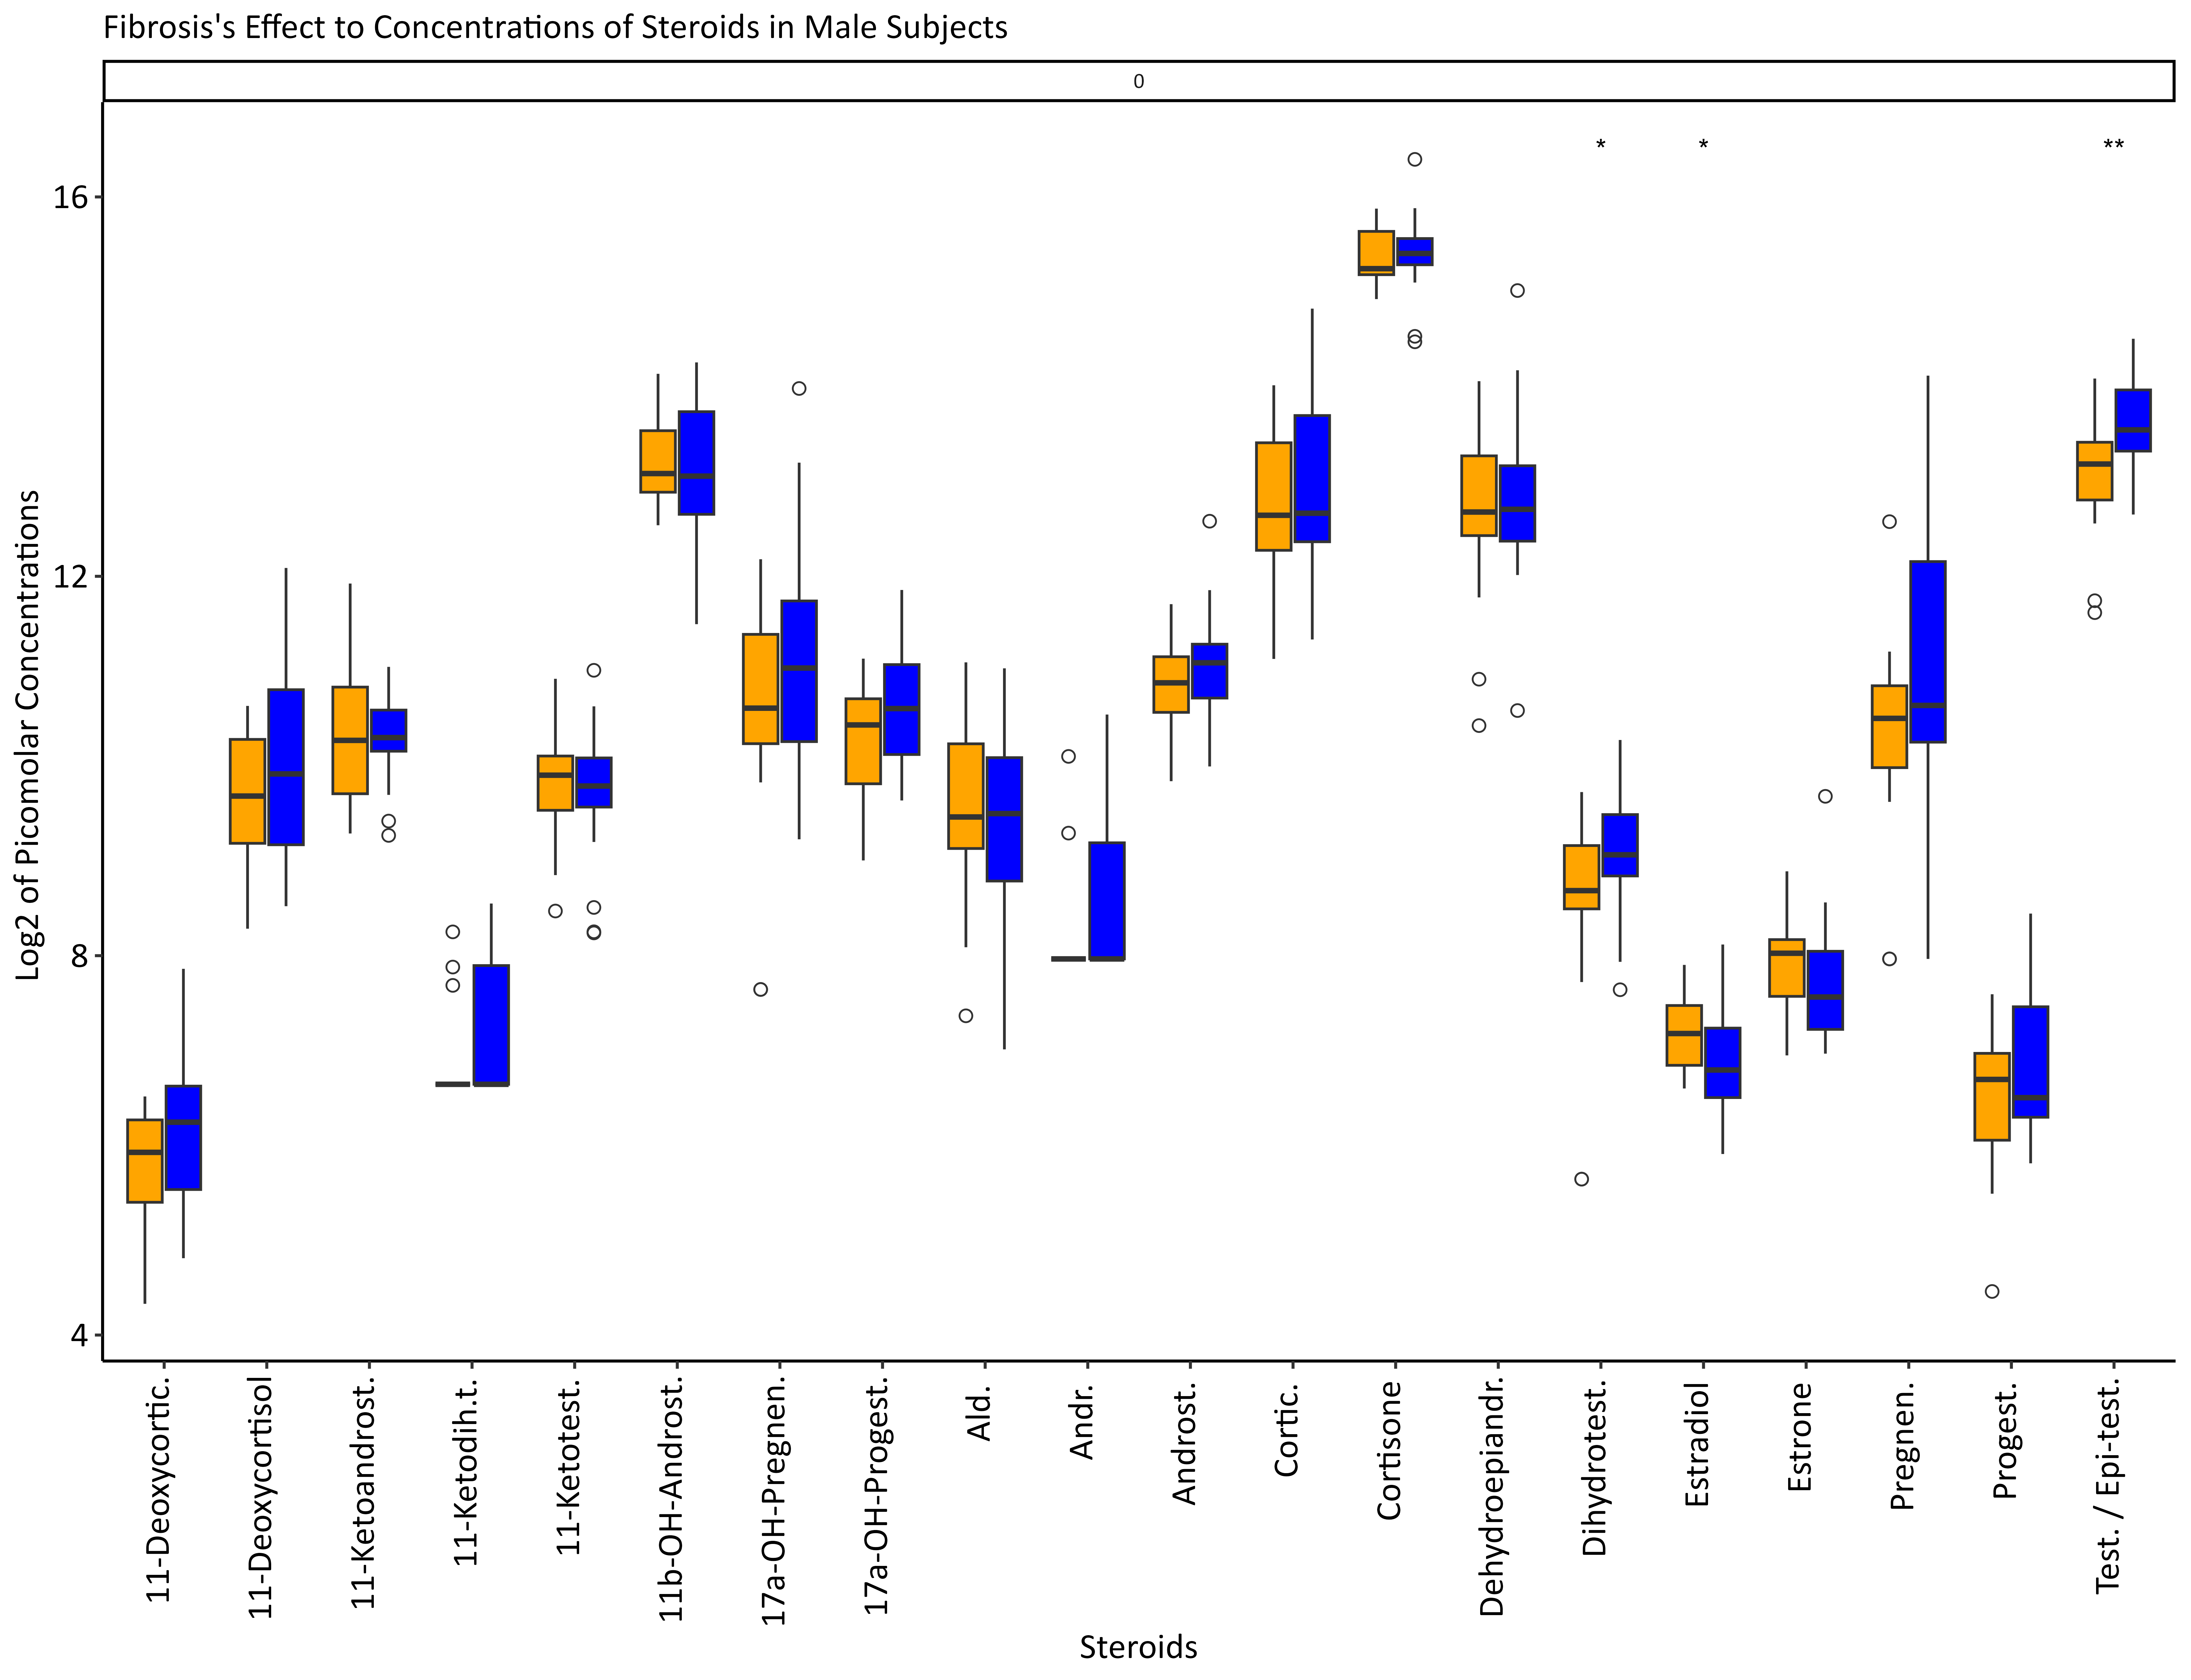 Fibrosis's Effect to Concentrations of Steroids in Male Subjects
0
* * **
16
12
8
4
Log2 of Picomolar Concentrations
11-Deoxycortic.
11-Deoxycortisol
11-Ketoandrost.
11-Ketodih.t.
11-Ketotest.
11b-OH-Androst.
17a-OH-Pregnen.
17a-OH-Progest.
Ald.
Andr.
Androst.
Cortic.
Cortisone
Dehydroepiandr.
Dihydrotest.
Estradiol
Estrone
Pregnen.
Progest.
Test. / Epi-test.
Steroids